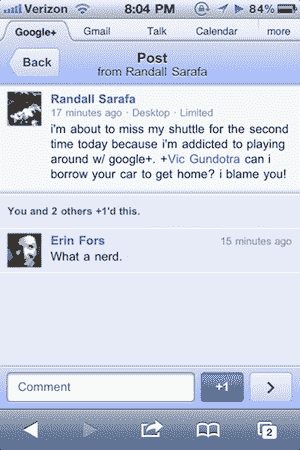 Verizon 8:04 PM 84%
Google+ Gmail Talk Calendar more
Back
Post
from Randall Sarafa
Randall Sarafa
17 minutes ago · Desktop · Limited
i'm about to miss my shuttle for the second
time today because i'm addicted to playing
around w/ google+. +Vic Gundotra can i
borrow your car to get home? i blame you!
You and 2 others +1'd this.
Erin Fors 15 minutes ago
What a nerd.
Comment +1
2